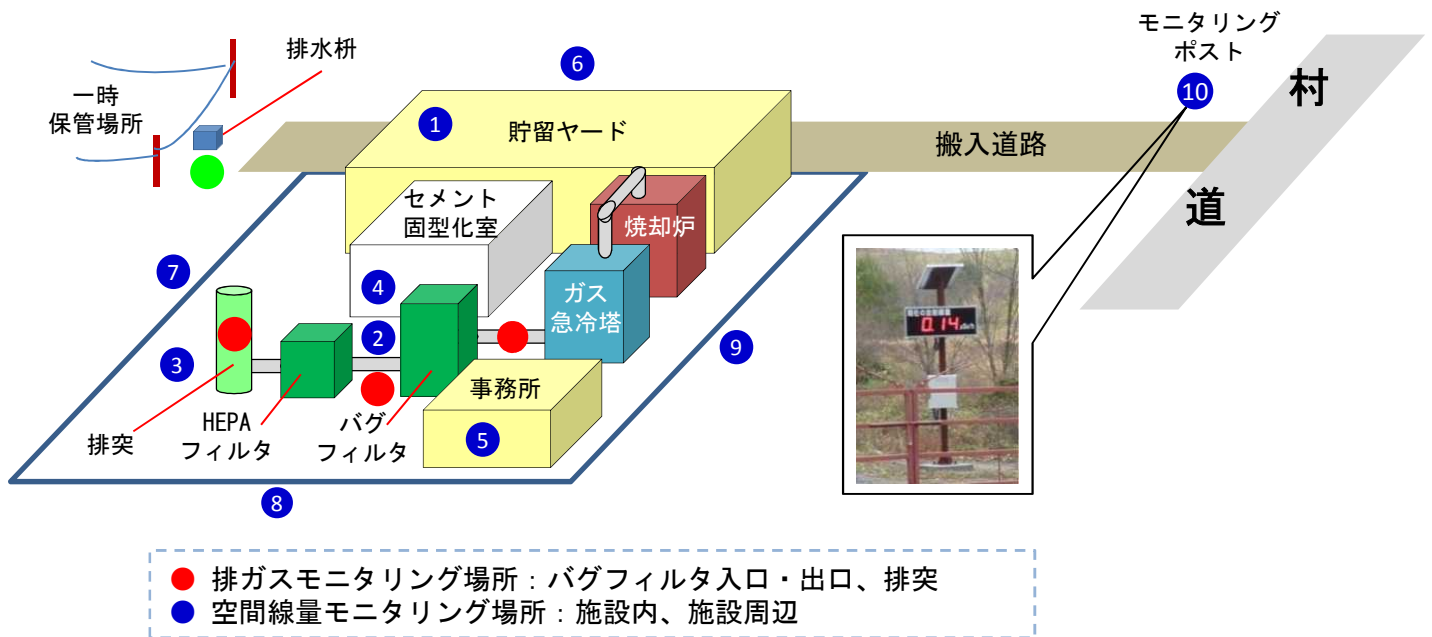 モニタリング
ポスト
10
村
道
排水枡
一時
保管場所
6
1
貯留ヤード
搬入道路
セメント
固型化室
焼却炉
7
4
ガス
急冷塔
0.14
2
9
3
事務所
5
排突
HEPA
フィルタ
バグ
フィルタ
8
排ガスモニタリング場所：バグフィルタ入口・出口、排突
空間線量モニタリング場所：施設内、施設周辺